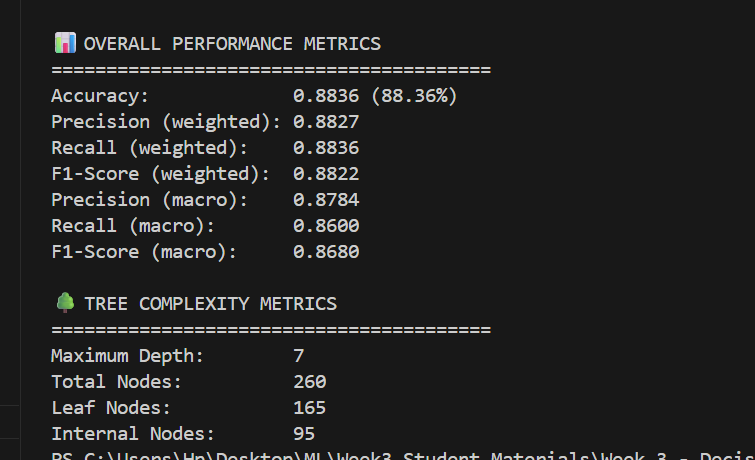 📊 OVERALL PERFORMANCE METRICS
========================================
Accuracy:             0.8836 (88.36%)
Precision (weighted): 0.8827
Recall (weighted):    0.8836
F1-Score (weighted):  0.8822
Precision (macro):    0.8784
Recall (macro):       0.8600
F1-Score (macro):     0.8680
🌳 TREE COMPLEXITY METRICS
========================================
Maximum Depth:        7
Total Nodes:          260
Leaf Nodes:           165
Internal Nodes:       95
PS C:\Users\Hp\Desktop\ML\Week3 Student Materials\Week 3 - Decis